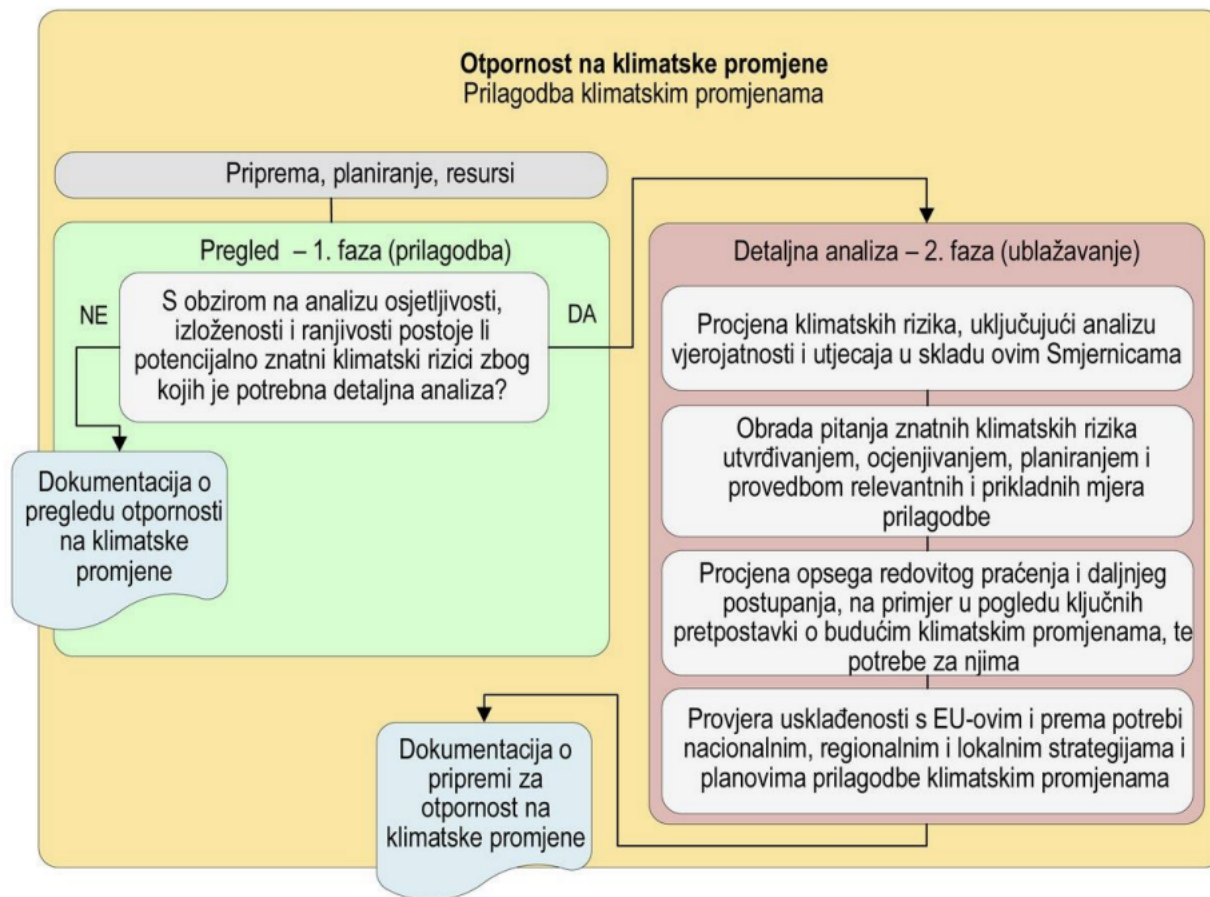 Otpornost na klimatske promjene
Prilagodba klimatskim promjenama
Priprema, planiranje, resursi
Pregled – 1. faza (prilagodba)
NE
S obzirom na analizu osjetljivosti,
izloženosti i ranjivosti postoje li
potencijalno znatni klimatski rizici zbog
kojih je potrebna detaljna analiza?
DA
Dokumentacija o
pregledu otpornosti
na klimatske
promjene
Detaljna analiza – 2. faza (ublažavanje)
Procjena klimatskih rizika, uključujući analizu
vjerojatnosti i utjecaja u skladu ovim Smjernicama
Obrada pitanja znatnih klimatskih rizika
utvrđivanjem, ocjenjivanjem, planiranjem i
provedbom relevantnih i prikladnih mjera
prilagodbe
Procjena opsega redovitog praćenja i daljnjeg
postupanja, na primjer u pogledu ključnih
pretpostavki o budućim klimatskim promjenama, te
potrebe za njima
Provjera usklađenosti s EU-ovim i prema potrebi
nacionalnim, regionalnim i lokalnim strategijama i
planovima prilagodbe klimatskim promjenama
Dokumentacija o
pripremi za
otpornost na
klimatske promjene